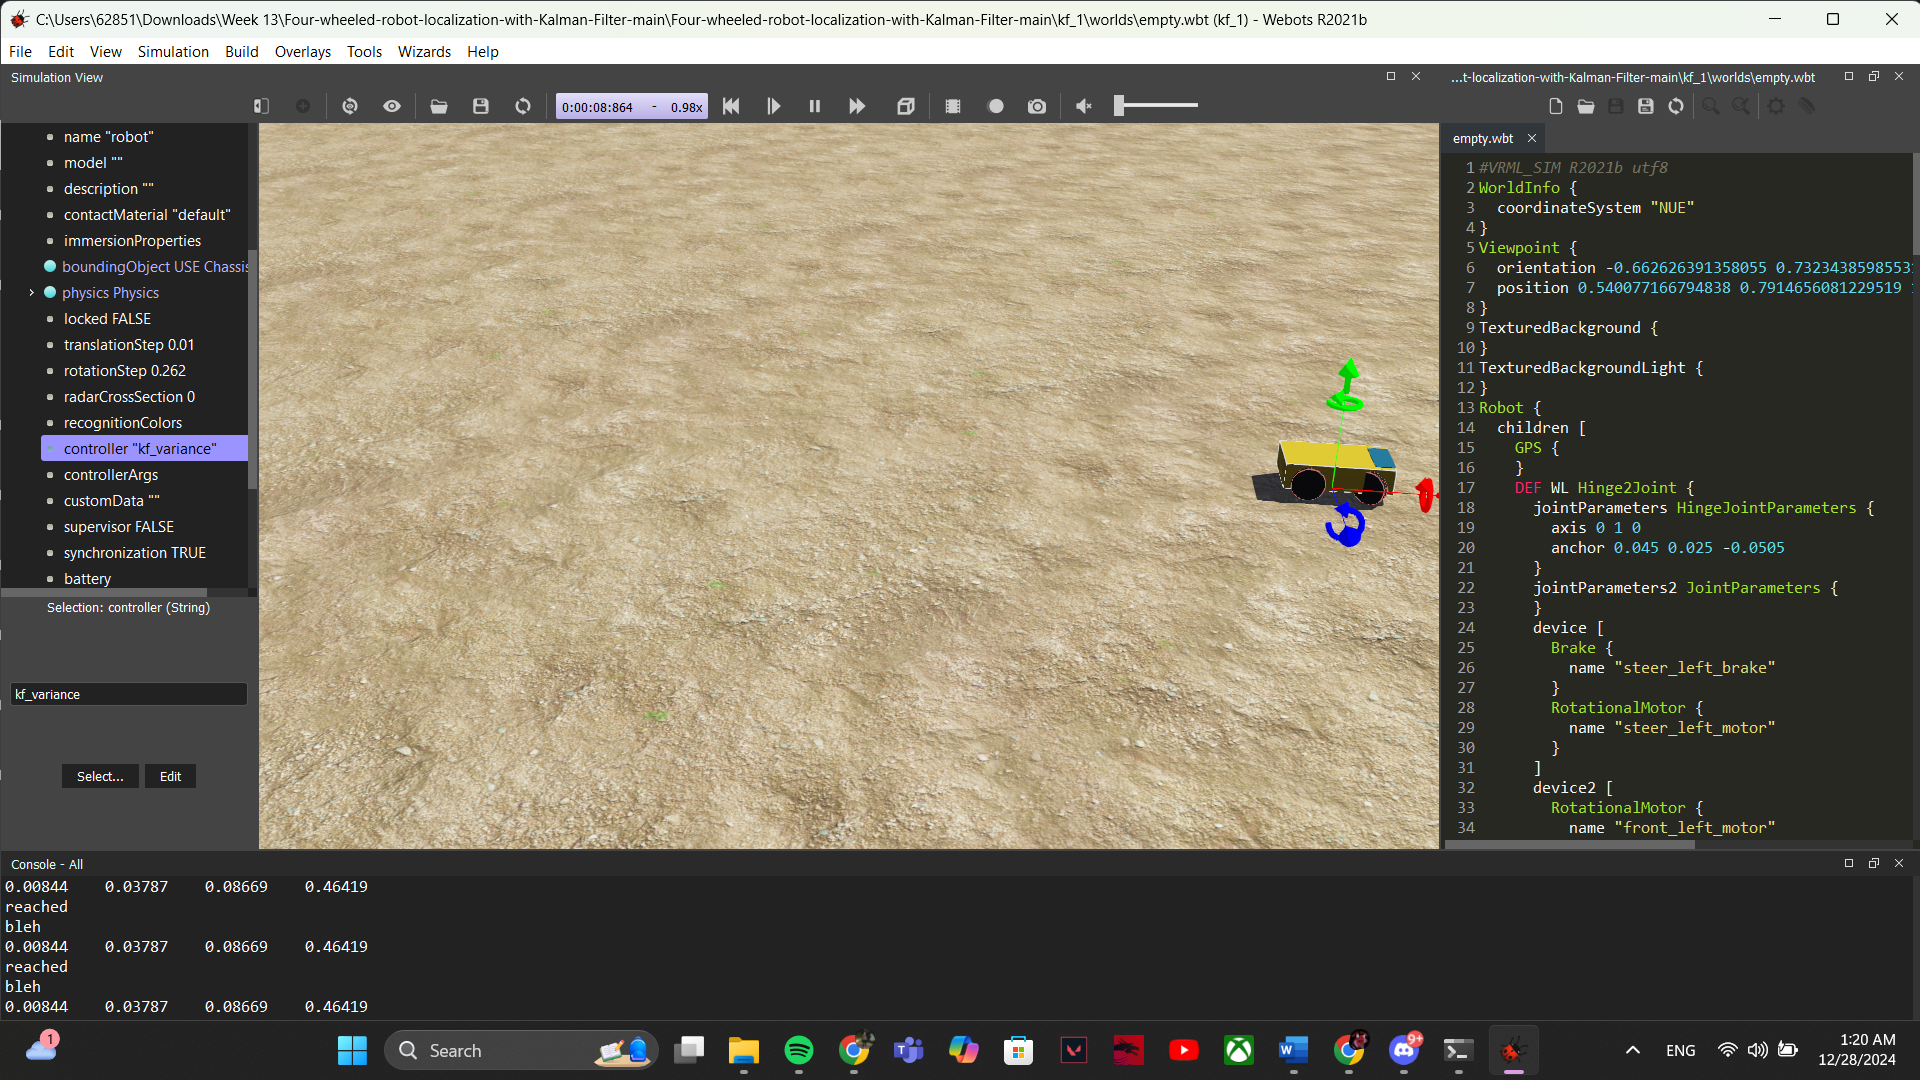 C:\Users\62851\Downloads\Week 13\Four-wheeled-robot-localization-with-Kalman-Filter-main\Four-wheeled-robot-localization-with-Kalman-Filter-main\kf_1\worlds\empty.wbt (kf_1) - Webots R2021b
File Edit View Simulation Build Overlays Tools Wizards Help
Simulation View
0:00:08:864 - 0.98x
name "robot"
model ""
description ""
contactMaterial "default"
immersionProperties
boundingObject USE Chassis
physics Physics
locked FALSE
translationStep 0.01
rotationStep 0.262
radarCrossSection 0
recognitionColors
controller "kf_variance"
controllerArgs
customData ""
supervisor FALSE
synchronization TRUE
battery
Selection: controller (String)
kf_variance
Select... Edit
...t-localization-with-Kalman-Filter-main\kf_1\worlds\empty.wbt
empty.wbt
1 #VRML_SIM R2021b utf8
2 WorldInfo {
3 coordinateSystem "NUE"
4 }
5 Viewpoint {
6 orientation -0.662626391358055 0.7323438598553
7 position 0.540077166794838 0.7914656081229519
8 }
9 TexturedBackground {
10 }
11 TexturedBackgroundLight {
12 }
13 Robot {
14 children [
15 GPS {
16 }
17 DEF WL Hinge2Joint {
18 jointParameters HingeJointParameters {
19 axis 0 1 0
20 anchor 0.045 0.025 -0.0505
21 }
22 jointParameters2 JointParameters {
23 }
24 device [
25 Brake {
26 name "steer_left_brake"
27 }
28 RotationalMotor {
29 name "steer_left_motor"
30 }
31 ]
32 device2 [
33 RotationalMotor {
34 name "front_left_motor"
Console - All
0.00844 0.03787 0.08669 0.46419
reached
bleh
0.00844 0.03787 0.08669 0.46419
reached
bleh
0.00844 0.03787 0.08669 0.46419
1
Search
9+
ENG
1:20 AM
12/28/2024